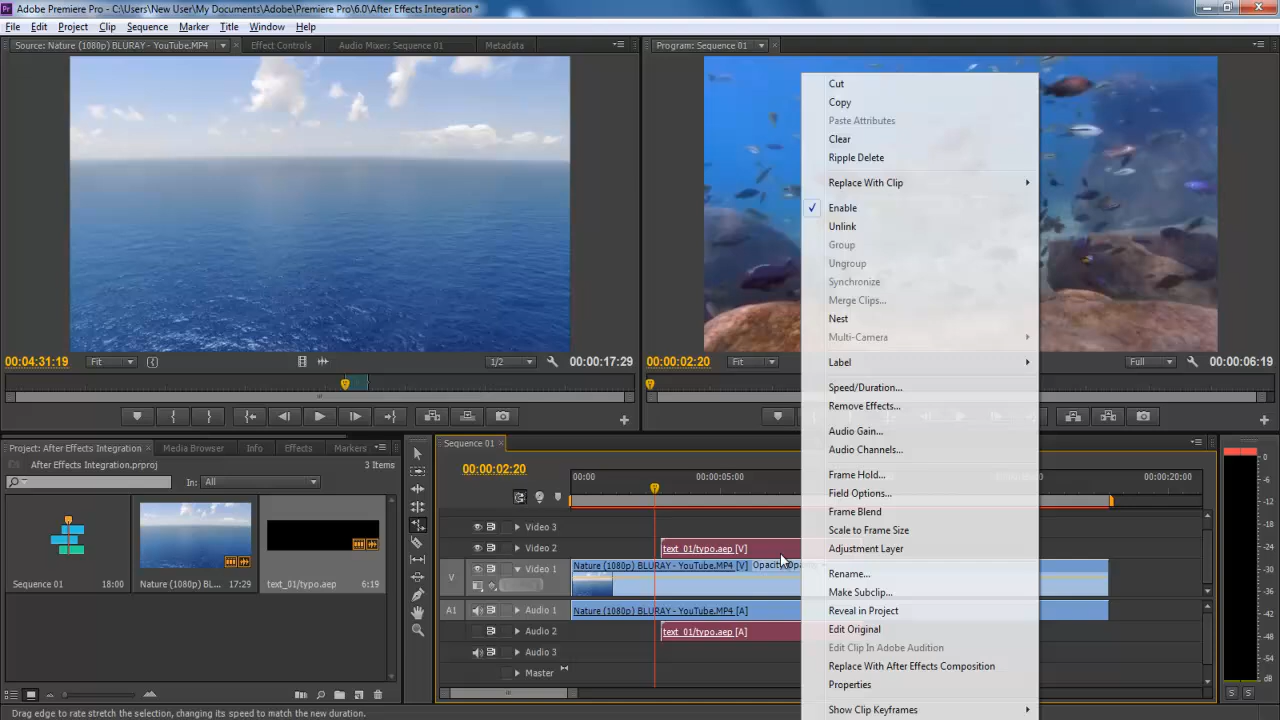 Adobe Premiere Pro - C:\Users\New User\My Documents\Adobe\Premiere Pro\6.0\After Effects Integration *
File Edit Project Clip Sequence Marker Title Window Help
Source: Nature (1080p) BLURAY - YouTube.MP4
Effect Controls
Audio Mixer: Sequence 01
Metadata
Program: Sequence 01
00:04:31:19
Fit
1/2
00:00:17:29
00:00:02:20
Fit
Full
00:00:06:19
Cut
Copy
Paste Attributes
Clear
Ripple Delete
Replace With Clip
Enable
Unlink
Group
Ungroup
Synchronize
Merge Clips...
Nest
Multi-Camera
Label
Speed/Duration...
Remove Effects...
Audio Gain...
Audio Channels...
Frame Hold...
Field Options...
Frame Blend
Scale to Frame Size
Adjustment Layer
Rename...
Make Subclip...
Reveal in Project
Edit Original
Edit Clip In Adobe Audition
Replace With After Effects Composition
Properties
Show Clip Keyframes
Project: After Effects Integration
Media Browser
Info
Effects
Markers
After Effects Integration.prproj
3 Items
In: All
Sequence 01
18:00
Nature (1080p) BL...
17:29
text_01/typo.aep
6:19
Sequence 01
00:00:02:20
00:00
00:00:05:00
00:00:20:00
Video 3
Video 2
text_01/typo.aep [V]
V
Video 1
Nature (1080p) BLURAY - YouTube.MP4 [V]
A1
Audio 1
Nature (1080p) BLURAY - YouTube.MP4 [A]
Audio 2
text_01/typo.aep [A]
Audio 3
Master
0
-6
-12
-18
-24
-30
-36
-42
-48
-54
dB
S S
Drag edge to rate stretch the selection, changing its speed to match the new duration.